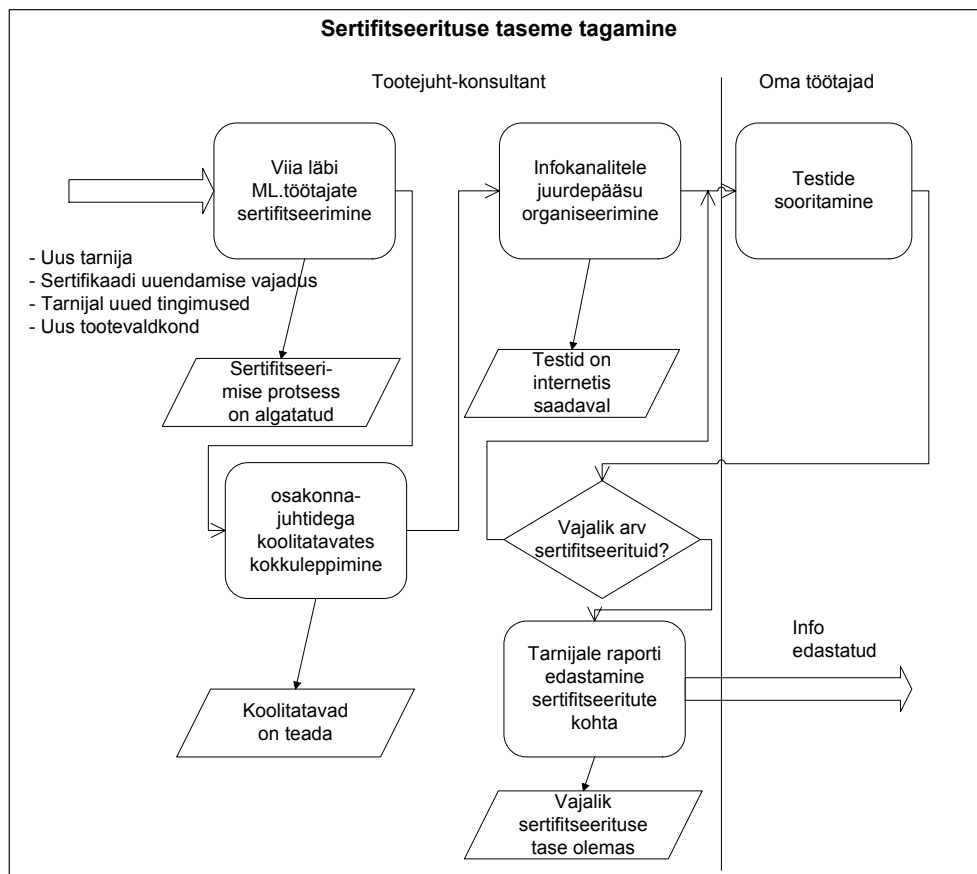 Sertifitseerituse taseme tagamine
Tootejuht-konsultant
Oma töötajad
Viia läbi
ML.töötajate
sertifitseerimine
Infokanalitele
juurdepääsu
organiseerimine
Testide
sooritamine
- Uus tarnija
- Sertifikaadi uuendamise vajadus
- Tarnijal uued tingimused
- Uus tootevaldkond
Sertifitseeri-
mise protsess
on algatatud
Testid on
internetis
saadaval
osakonna-
juhtidega
koolitatavates
kokkuleppimine
Vajalik arv
sertifitseerituid?
Koolitatavad
on teada
Tarnijale raporti
edastamine
sertifitseeritute
kohta
Info
edastatud
Vajalik
sertifitseerituse
tase olemas